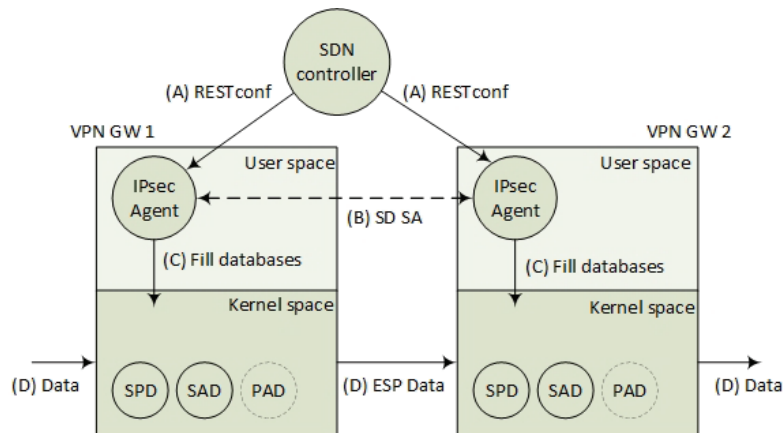 SDN
controller
(A) RESTconf
(A) RESTconf
VPN GW 1
VPN GW 2
User space
User space
IPsec
Agent
IPsec
Agent
(B) SD SA
(C) Fill databases
(C) Fill databases
Kernel space
Kernel space
(D) Data
SPD
SAD
PAD
(D) ESP Data
SPD
SAD
PAD
(D) Data